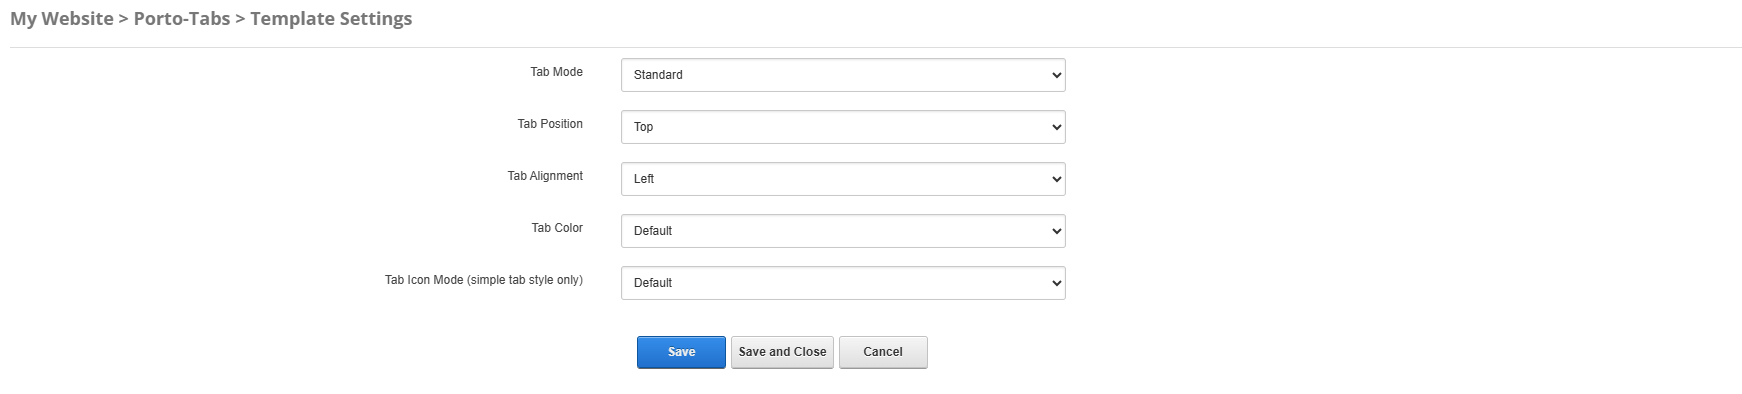 My Website > Porto-Tabs > Template Settings
Tab Mode
Standard
Tab Position
Top
Tab Alignment
Left
Tab Color
Default
Tab Icon Mode (simple tab style only)
Default
Save
Save and Close
Cancel